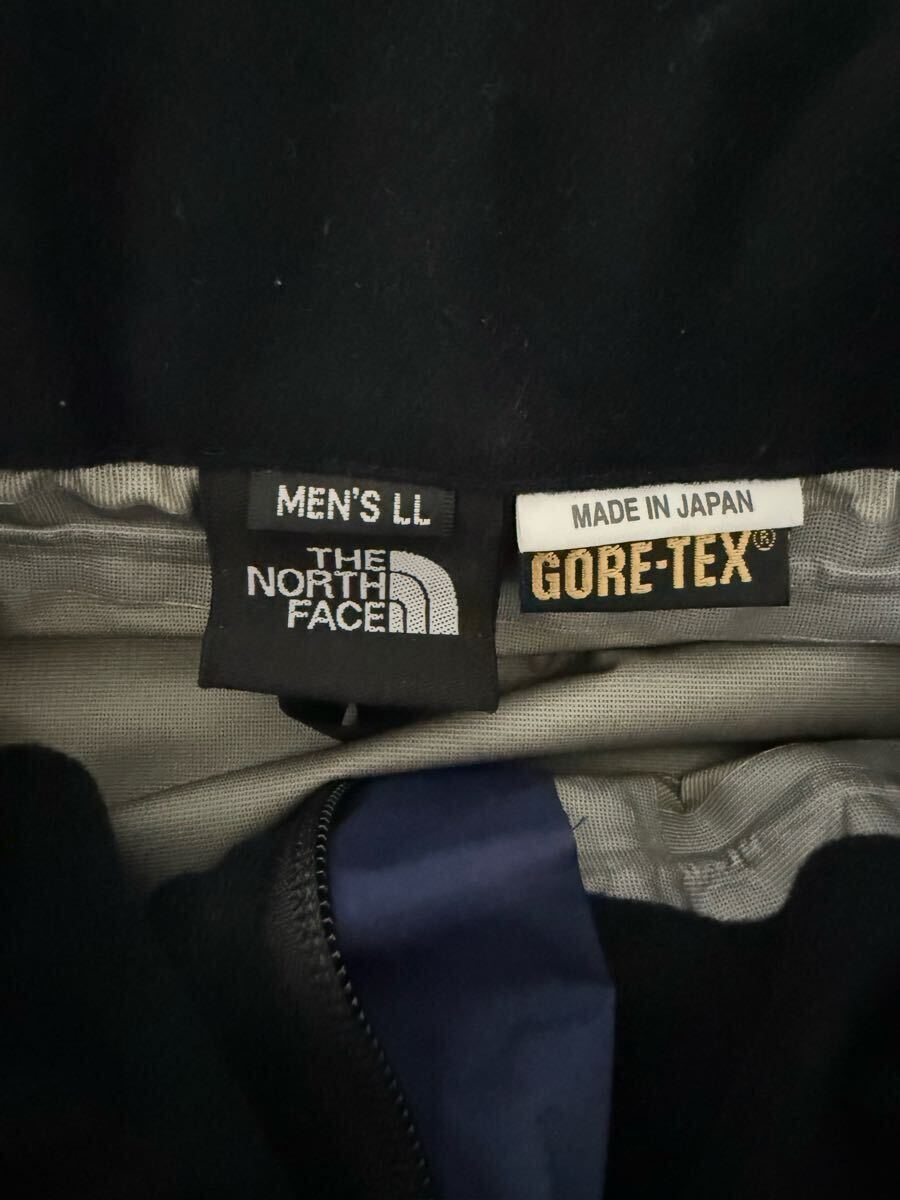 MEN'S LL
THE
NORTH
FACE
MADE IN JAPAN
GORE-TEX®